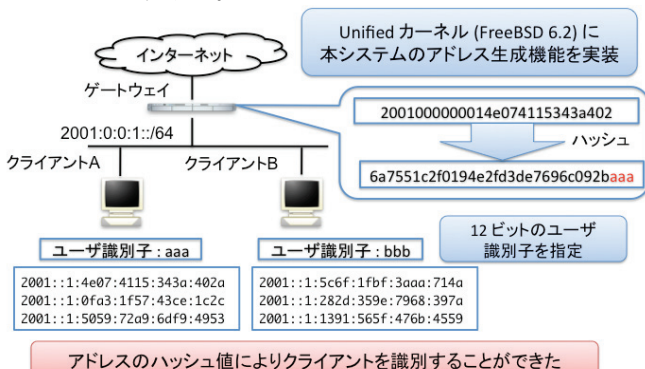 Unified カーネル (FreeBSD 6.2) に
本システムのアドレス生成機能を実装
インターネット
ゲートウェイ
2001000000014e074115343a402
ハッシュ
6a7551c2f0194e2fd3de7696c092baaa
2001:0:0:1::/64
クライアントA
クライアントB
12 ビットのユーザ
識別子を指定
ユーザ識別子 : aaa
ユーザ識別子 : bbb
2001::1:4e07:4115:343a:402a
2001::1:0fa3:1f57:43ce:1c2c
2001::1:5059:72a9:6df9:4953
2001::1:5c6f:1fbf:3aaa:714a
2001::1:282d:359e:7968:397a
2001::1:1391:565f:476b:4559
アドレスのハッシュ値によりクライアントを識別することができた